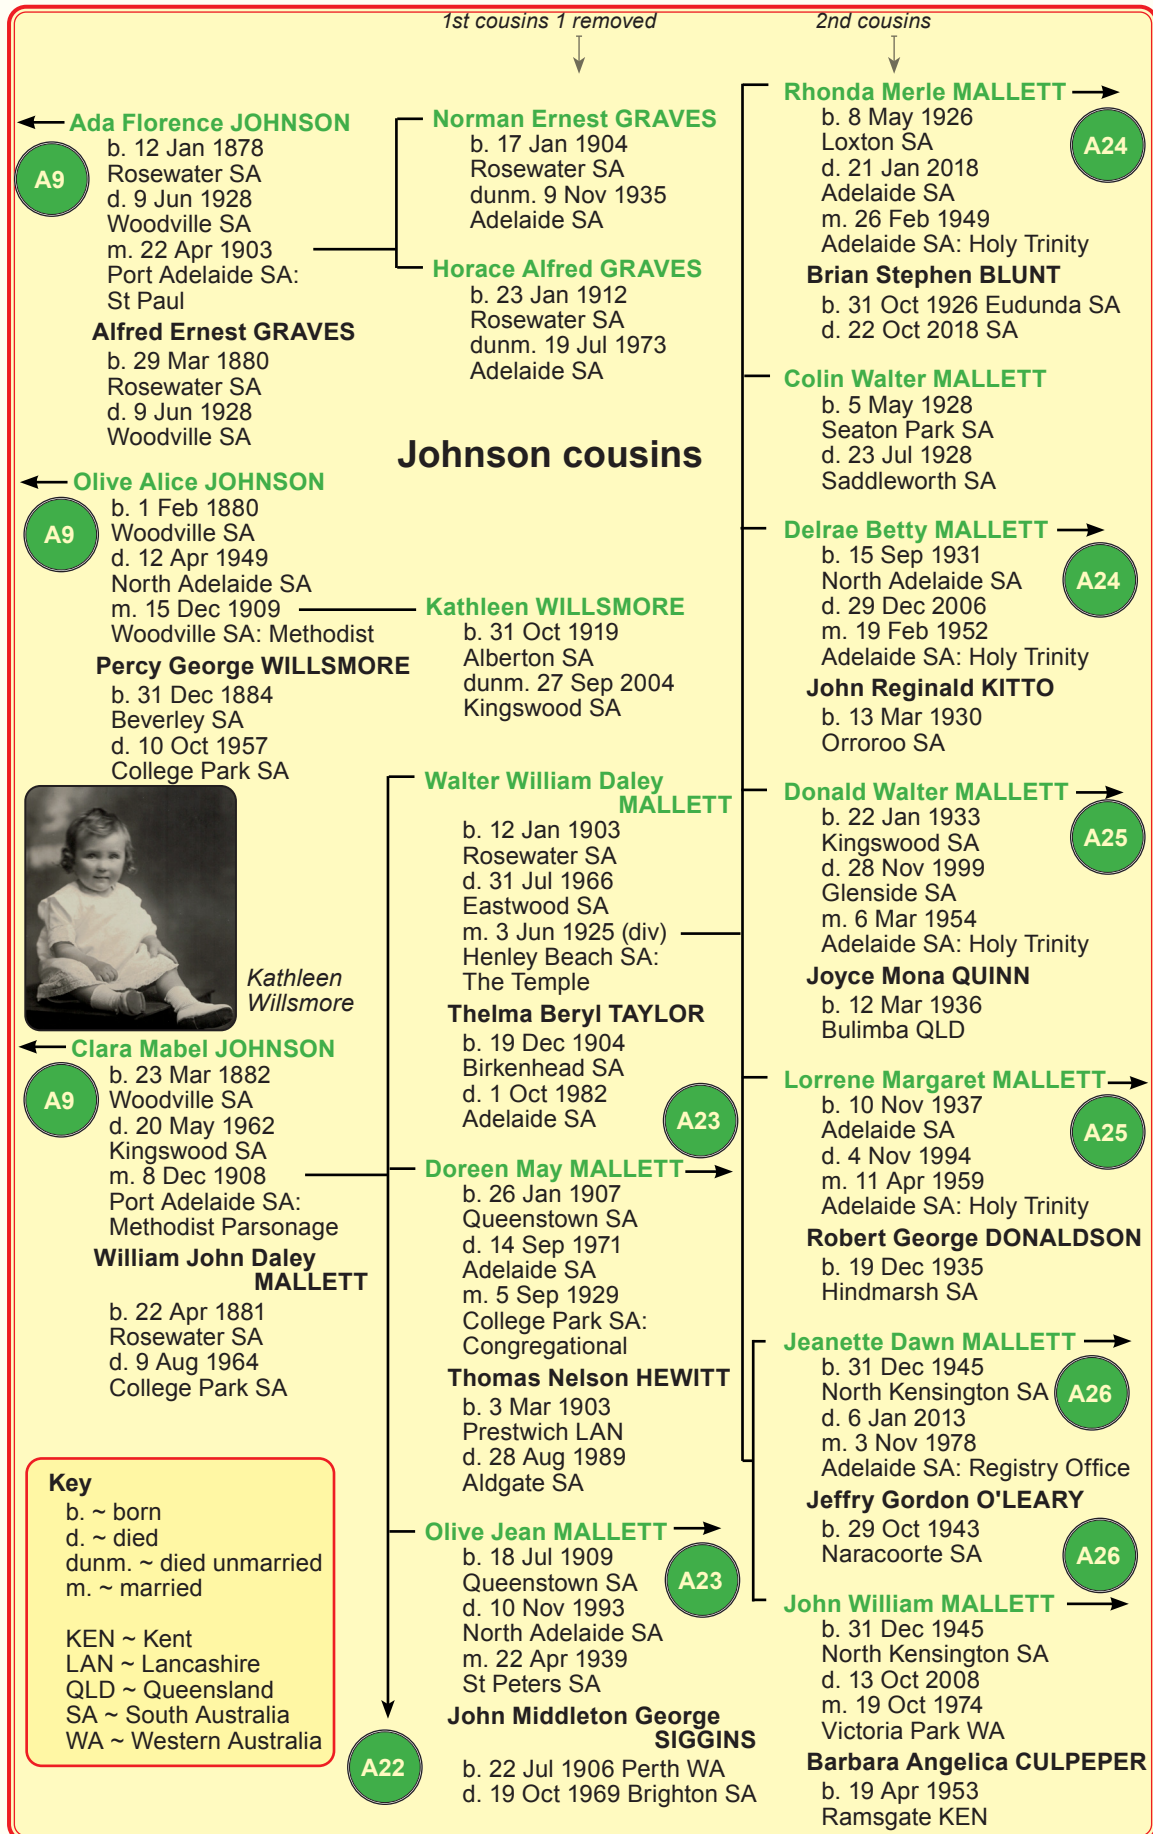 1st cousins 1 removed
2nd cousins
Ada Florence JOHNSON
A9
b. 12 Jan 1878
Rosewater SA
d. 9 Jun 1928
Woodville SA
m. 22 Apr 1903
Port Adelaide SA:
St Paul
Alfred Ernest GRAVES
b. 29 Mar 1880
Rosewater SA
d. 9 Jun 1928
Woodville SA
Olive Alice JOHNSON
A9
b. 1 Feb 1880
Woodville SA
d. 12 Apr 1949
North Adelaide SA
m. 15 Dec 1909
Woodville SA: Methodist
Percy George WILLSMORE
b. 31 Dec 1884
Beverley SA
d. 10 Oct 1957
College Park SA
Kathleen
Willsmore
Clara Mabel JOHNSON
A9
b. 23 Mar 1882
Woodville SA
d. 20 May 1962
Kingswood SA
m. 8 Dec 1908
Port Adelaide SA:
Methodist Parsonage
William John Daley
MALLETT
b. 22 Apr 1881
Rosewater SA
d. 9 Aug 1964
College Park SA
Key
b. ~ born
d. ~ died
dunm. ~ died unmarried
m. ~ married
KEN ~ Kent
LAN ~ Lancashire
QLD ~ Queensland
SA ~ South Australia
WA ~ Western Australia
Norman Ernest GRAVES
b. 17 Jan 1904
Rosewater SA
dunm. 9 Nov 1935
Adelaide SA
Horace Alfred GRAVES
b. 23 Jan 1912
Rosewater SA
dunm. 19 Jul 1973
Adelaide SA
Johnson cousins
Kathleen WILLSMORE
b. 31 Oct 1919
Alberton SA
dunm. 27 Sep 2004
Kingswood SA
Walter William Daley
MALLETT
b. 12 Jan 1903
Rosewater SA
d. 31 Jul 1966
Eastwood SA
m. 3 Jun 1925 (div)
Henley Beach SA:
The Temple
Thelma Beryl TAYLOR
b. 19 Dec 1904
Birkenhead SA
d. 1 Oct 1982
Adelaide SA
A23
Doreen May MALLETT
b. 26 Jan 1907
Queenstown SA
d. 14 Sep 1971
Adelaide SA
m. 5 Sep 1929
College Park SA:
Congregational
Thomas Nelson HEWITT
b. 3 Mar 1903
Prestwich LAN
d. 28 Aug 1989
Aldgate SA
Olive Jean MALLETT
b. 18 Jul 1909
Queenstown SA
A23
d. 10 Nov 1993
North Adelaide SA
m. 22 Apr 1939
St Peters SA
John Middleton George
SIGGINS
b. 22 Jul 1906 Perth WA
d. 19 Oct 1969 Brighton SA
A22
Rhonda Merle MALLETT
b. 8 May 1926
Loxton SA
A24
d. 21 Jan 2018
Adelaide SA
m. 26 Feb 1949
Adelaide SA: Holy Trinity
Brian Stephen BLUNT
b. 31 Oct 1926 Eudunda SA
d. 22 Oct 2018 SA
Colin Walter MALLETT
b. 5 May 1928
Seaton Park SA
d. 23 Jul 1928
Saddleworth SA
Delrae Betty MALLETT
b. 15 Sep 1931
North Adelaide SA
A24
d. 29 Dec 2006
m. 19 Feb 1952
Adelaide SA: Holy Trinity
John Reginald KITTO
b. 13 Mar 1930
Orroroo SA
Donald Walter MALLETT
b. 22 Jan 1933
Kingswood SA
A25
d. 28 Nov 1999
Glenside SA
m. 6 Mar 1954
Adelaide SA: Holy Trinity
Joyce Mona QUINN
b. 12 Mar 1936
Bulimba QLD
Lorrene Margaret MALLETT
b. 10 Nov 1937
Adelaide SA
A25
d. 4 Nov 1994
m. 11 Apr 1959
Adelaide SA: Holy Trinity
Robert George DONALDSON
b. 19 Dec 1935
Hindmarsh SA
Jeanette Dawn MALLETT
b. 31 Dec 1945
North Kensington SA
A26
d. 6 Jan 2013
m. 3 Nov 1978
Adelaide SA: Registry Office
Jeffry Gordon O'LEARY
b. 29 Oct 1943
Naracoorte SA
A26
John William MALLETT
b. 31 Dec 1945
North Kensington SA
d. 13 Oct 2008
m. 19 Oct 1974
Victoria Park WA
Barbara Angelica CULPEPER
b. 19 Apr 1953
Ramsgate KEN